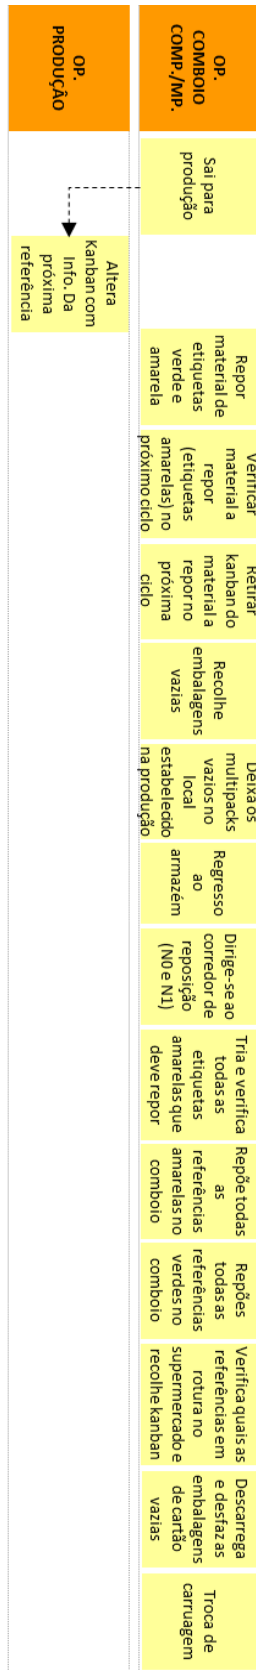 OP.
COMBOIO
COMP./MP.
Sai para
produção
Repor
material de
etiquetas
verde e
amarela
Verificar
material a
repor
(etiquetas
amarelas) no
próximo ciclo
Retirar
kanban do
material a
repor no
próxima
ciclo
Recolhe
embalagens
vazias
Deixa os
multipacks
vazios no
local
estabelecido
na produção
Regresso
ao
armazém
Dirige-se ao
corredor de
reposição
(N0 e N1)
Tria e verifica
todas as
etiquetas
amarelas que
deve repor
Repõe todas
as
referências
amarelas no
comboio
Repões
todas as
referências
verdes no
comboio
Verifica quais as
referências em
rotura no
supermercado e
recolhe kanban
Descarrega
e desfaz as
embalagens
de cartão
vazias
Troca de
carruagem
OP.
PRODUÇÃO
Altera
Kanban com
Info. Da
próxima
referência